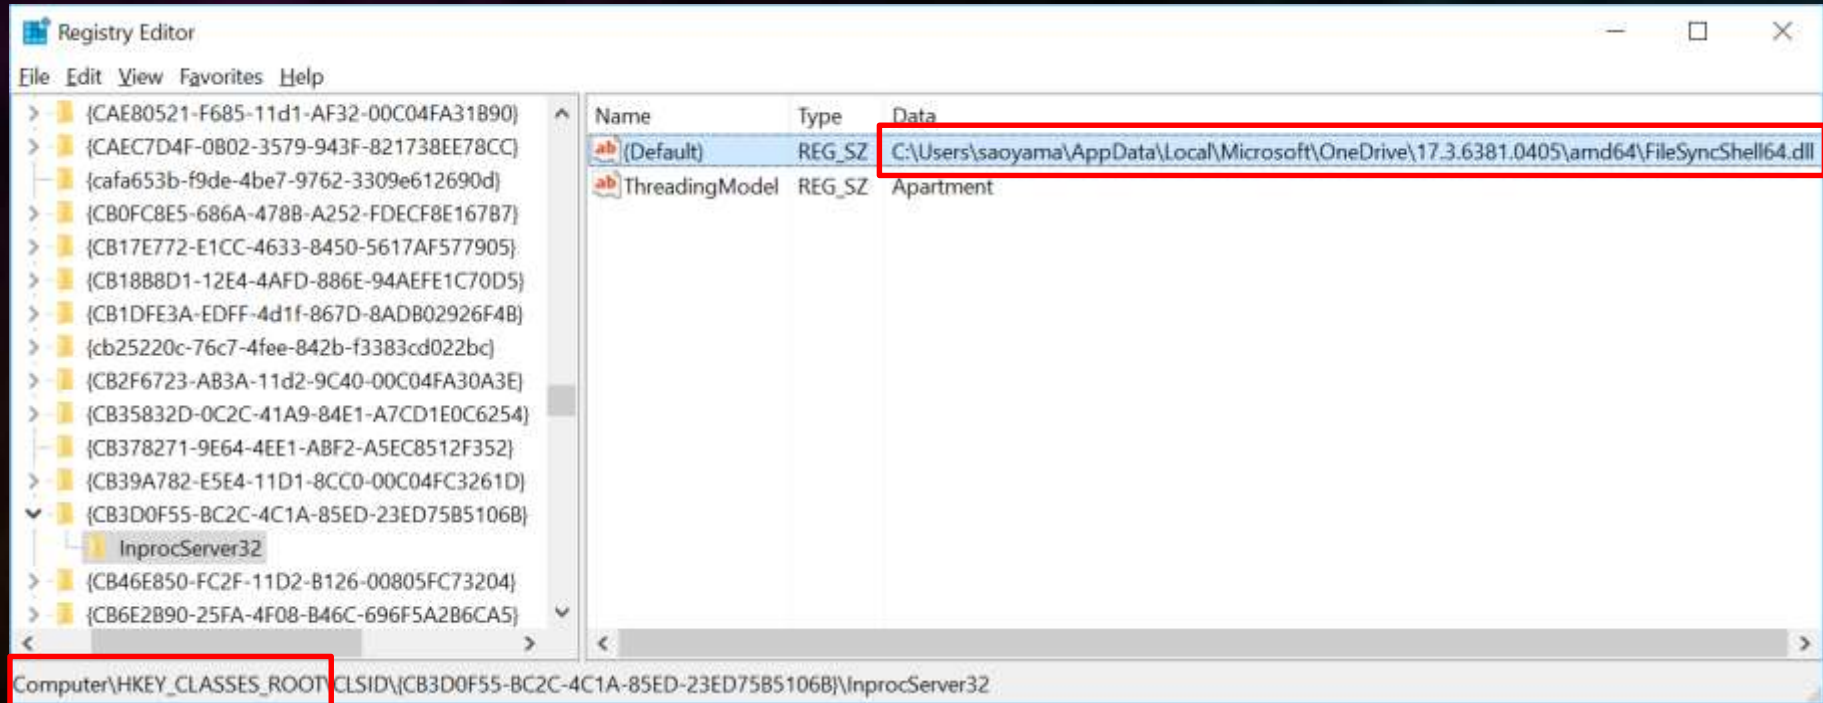 Registry Editor
File Edit View Favorites Help
{CAE80521-F685-11d1-AF32-00C04FA31B90}
{CAEC7D4F-0B02-3579-943F-821738EE78CC}
{cafa653b-f9de-4be7-9762-3309e612690d}
{CB0FC8E5-686A-478B-A252-FDECF8E167B7}
{CB17E772-E1CC-4633-8450-5617AF577905}
{CB18B8D1-12E4-4AFD-886E-94AEFE1C70D5}
{CB1DFE3A-EDFF-4d1f-867D-8ADB02926F4B}
{cb25220c-76c7-4fee-842b-f3383cd022bc}
{CB2F6723-AB3A-11d2-9C40-00C04FA30A3E}
{CB35832D-0C2C-41A9-84E1-A7CD1E0C6254}
{CB378271-9E64-4EE1-ABF2-A5EC8512F352}
{CB39A782-E5E4-11D1-8CC0-00C04FC3261D}
{CB3D0F55-BC2C-4C1A-85ED-23ED75B5106B}
InprocServer32
{CB46E850-FC2F-11D2-B126-00805FC73204}
{CB6E2B90-25FA-4F08-B46C-696F5A2B6CA5}
Name Type Data
ab (Default) REG_SZ C:\Users\saoyama\AppData\Local\Microsoft\OneDrive\17.3.6381.0405\amd64\FileSyncShell64.dll
ab ThreadingModel REG_SZ Apartment
Computer\HKEY_CLASSES_ROOT\CLSID\{CB3D0F55-BC2C-4C1A-85ED-23ED75B5106B}\InprocServer32